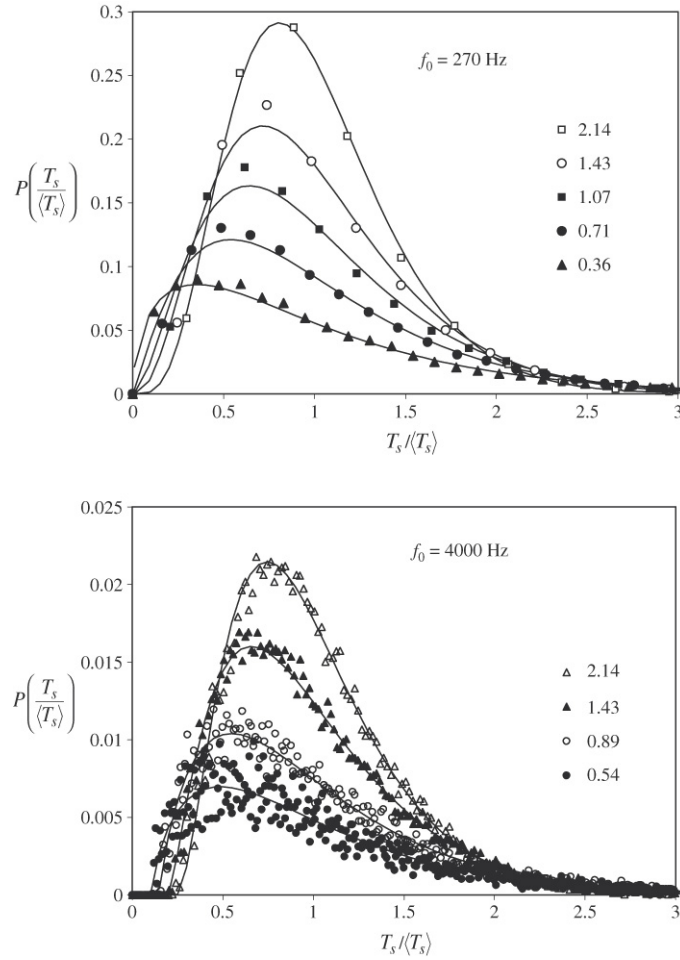 0.3
f₀ = 270 Hz
0.25
□ 2.14
0.2
○ 1.43
P(Tₛ/⟨Tₛ⟩)
■ 1.07
0.15
● 0.71
▲ 0.36
0.1
0.05
0
0 0.5 1 1.5 2 2.5 3
Tₛ/⟨Tₛ⟩
0.025
f₀ = 4000 Hz
0.02
0.015
△ 2.14
P(Tₛ/⟨Tₛ⟩)
▲ 1.43
0.01
○ 0.89
● 0.54
0.005
0
0 0.5 1 1.5 2 2.5 3
Tₛ/⟨Tₛ⟩